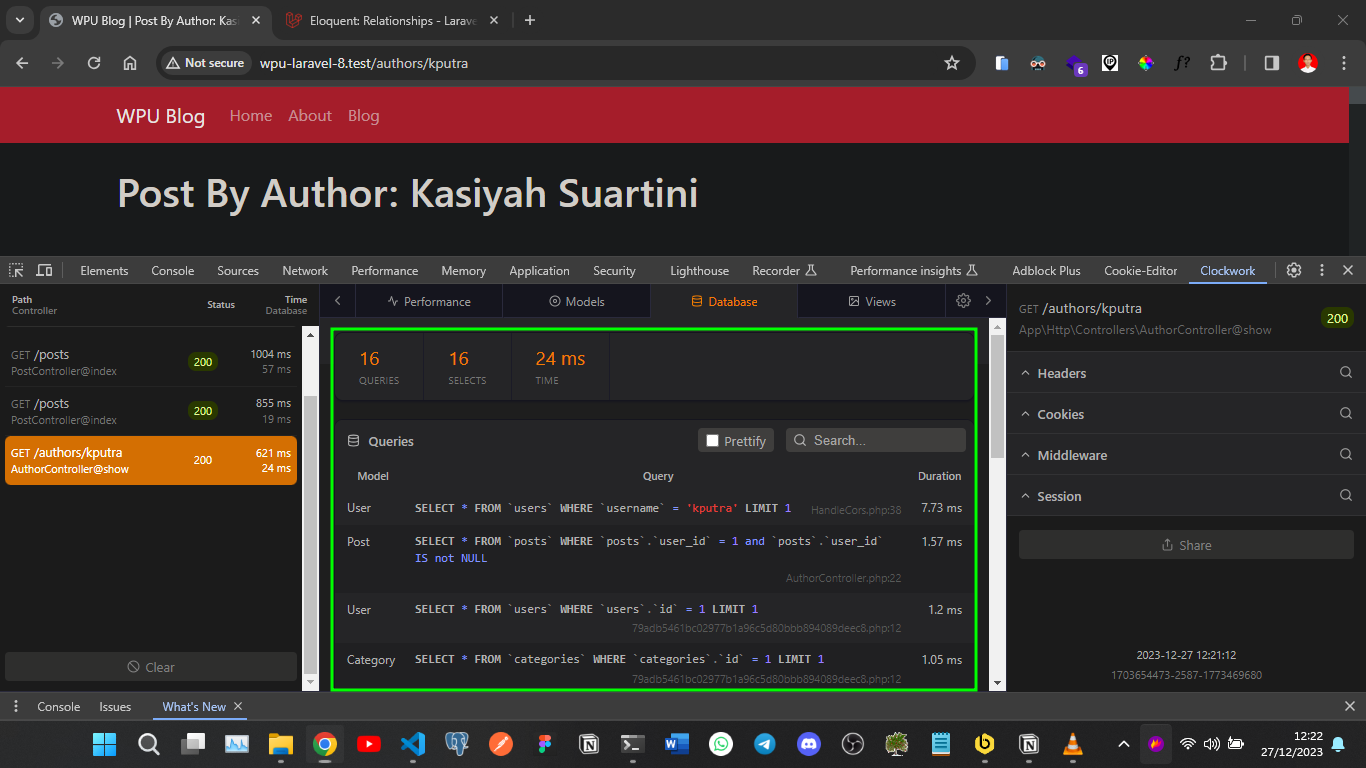 WPU Blog | Post By Author: Kas
Eloquent: Relationships - Larave
Not secure
wpu-laravel-8.test/authors/kputra
6
f?
WPU Blog
Home
About
Blog
Post By Author: Kasiyah Suartini
Elements
Console
Sources
Network
Performance
Memory
Application
Security
Lighthouse
Recorder
Performance insights
Adblock Plus
Cookie-Editor
Clockwork
Path
Controller
Status
Time
Database
GET /posts
PostController@index
200
1004 ms
57 ms
GET /posts
PostController@index
200
855 ms
19 ms
GET /authors/kputra
AuthorController@show
200
621 ms
24 ms
Clear
Performance
Models
Database
Views
16
QUERIES
16
SELECTS
24 ms
TIME
Queries
Prettify
Search...
Model
Query
Duration
User
SELECT * FROM `users` WHERE `username` = 'kputra' LIMIT 1
HandleCors.php:38
7.73 ms
Post
SELECT * FROM `posts` WHERE `posts`.`user_id` = 1 and `posts`.`user_id`
IS not NULL
AuthorController.php:22
1.57 ms
User
SELECT * FROM `users` WHERE `users`.`id` = 1 LIMIT 1
79adb5461bc02977b1a96c5d80bbb894089deec8.php:12
1.2 ms
Category
SELECT * FROM `categories` WHERE `categories`.`id` = 1 LIMIT 1
79adb5461bc02977b1a96c5d80bbb894089deec8.php:12
1.05 ms
GET /authors/kputra
App\Http\Controllers\AuthorController@show
200
Headers
Cookies
Middleware
Session
Share
2023-12-27 12:21:12
1703654473-2587-1773469680
Console
Issues
What's New
12:22
27/12/2023